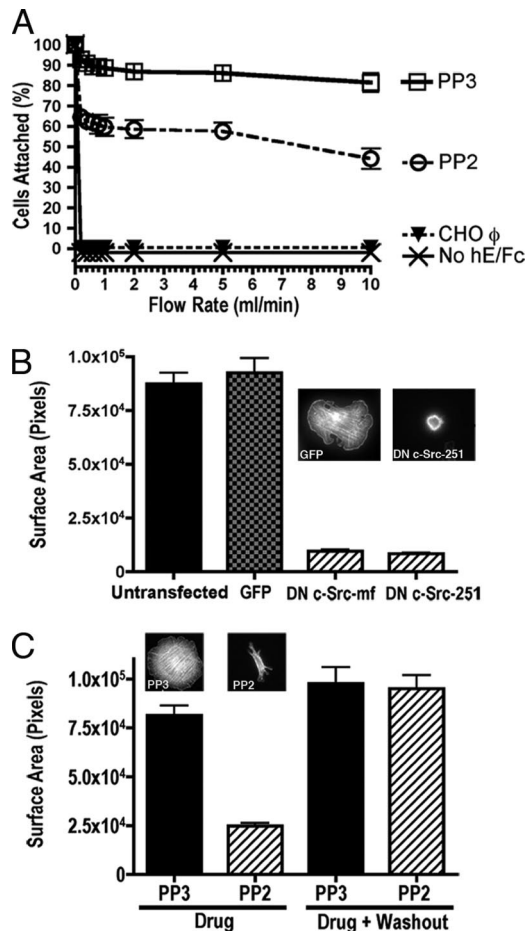 A
Cells Attached (%)
100
90
80
70
60
50
40
30
20
10
0
0 1 2 3 4 5 6 7 8 9 10
Flow Rate (ml/min)
PP3
PP2
CHO ϕ
No hE/Fc
B
Surface Area (Pixels)
1.0x10⁵
7.5x10⁴
5.0x10⁴
2.5x10⁴
0
GFP
DN c-Src-251
Untransfected GFP DN c-Src-mf DN c-Src-251
C
Surface Area (Pixels)
1.0x10⁵
7.5x10⁴
5.0x10⁴
2.5x10⁴
0
PP3
PP2
PP3 PP2 PP3 PP2
Drug Drug + Washout